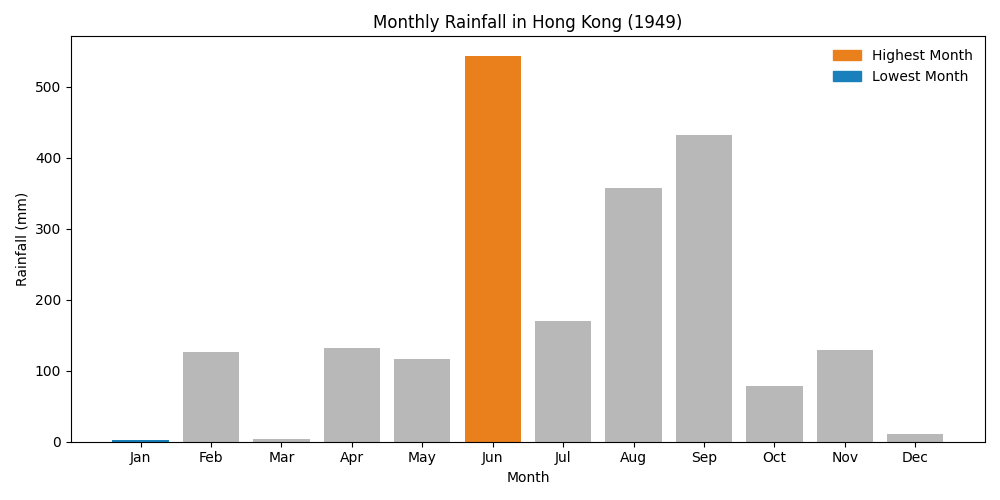 Monthly Rainfall in Hong Kong (1949)
Highest Month
Lowest Month
Rainfall (mm)
500
400
300
200
100
0
Jan Feb Mar Apr May Jun Jul Aug Sep Oct Nov Dec
Month